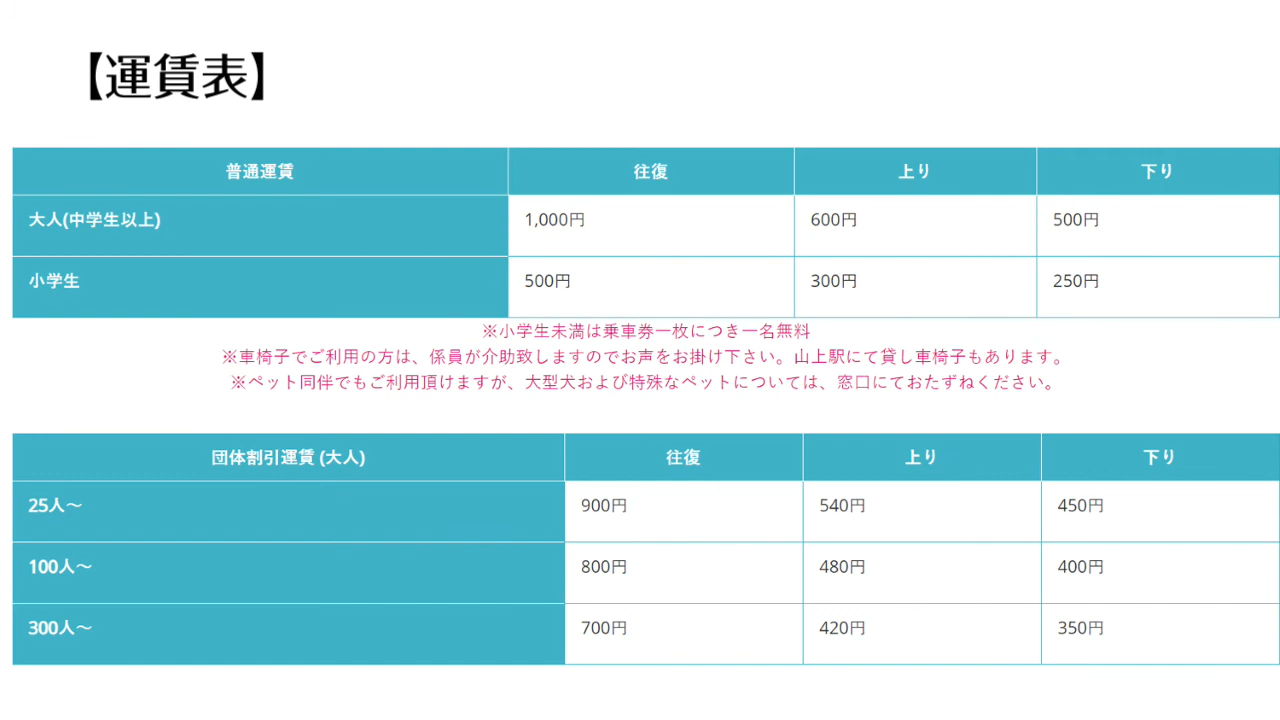 【運賃表】
普通運賃 往復 上り 下り
大人(中学生以上) 1,000円 600円 500円
小学生 500円 300円 250円
※小学生未満は乗車券一枚につき一名無料
※車椅子でご利用の方は、係員が介助致しますのでお声をお掛け下さい。山上駅にて貸し車椅子もあります。
※ペット同伴でもご利用頂けますが、大型犬および特殊なペットについては、窓口にておたずねください。
団体割引運賃 (大人) 往復 上り 下り
25人～ 900円 540円 450円
100人～ 800円 480円 400円
300人～ 700円 420円 350円